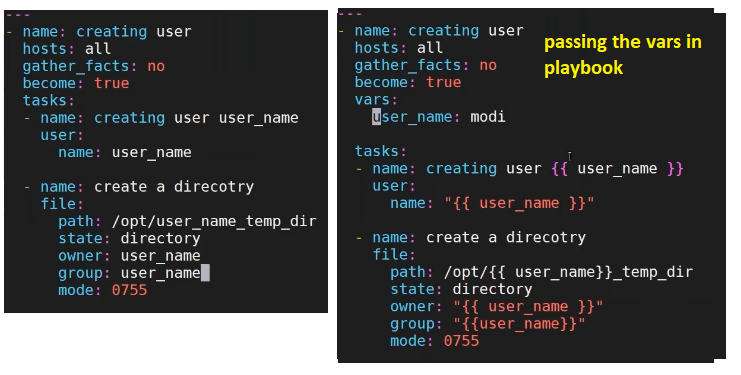 ---
- name: creating user
  hosts: all
  gather_facts: no
  become: true
  tasks:
  - name: creating user user_name
    user:
      name: user_name

  - name: create a direcotry
    file:
      path: /opt/user_name_temp_dir
      state: directory
      owner: user_name
      group: user_name
      mode: 0755
---
- name: creating user
  hosts: all
  gather_facts: no
  become: true
  vars:
    user_name: modi

  tasks:
  - name: creating user {{ user_name }}
    user:
      name: "{{ user_name }}"

  - name: create a direcotry
    file:
      path: /opt/{{ user_name}}_temp_dir
      state: directory
      owner: "{{ user_name }}"
      group: "{{user_name}}"
      mode: 0755
passing the vars in
playbook